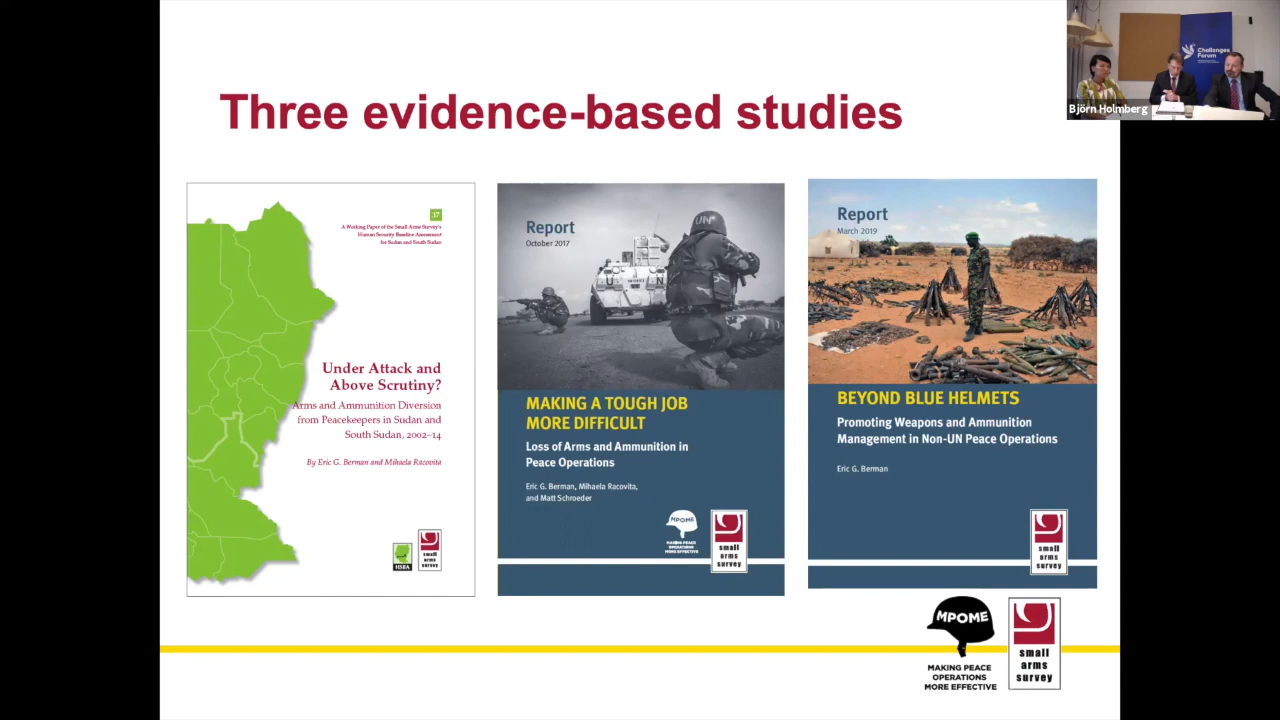 Challenges
Forum
Björn Holmberg
Three evidence-based studies
37
A Working Paper of the Small Arms Survey's
Human Security Baseline Assessment
for Sudan and South Sudan
Under Attack and
Above Scrutiny?
Arms and Ammunition Diversion
from Peacekeepers in Sudan and
South Sudan, 2002–14
By Eric G. Berman and Mihaela Racovita
HSBA
small
arms
survey
Report
October 2017
UN
U N
MAKING A TOUGH JOB
MORE DIFFICULT
Loss of Arms and Ammunition in
Peace Operations
Eric G. Berman, Mihaela Racovita,
and Matt Schroeder
MPOME
MAKING PEACE
OPERATIONS
MORE EFFECTIVE
small
arms
survey
Report
March 2019
BEYOND BLUE HELMETS
Promoting Weapons and Ammunition
Management in Non-UN Peace Operations
Eric G. Berman
small
arms
survey
MPOME
MAKING PEACE
OPERATIONS
MORE EFFECTIVE
small
arms
survey